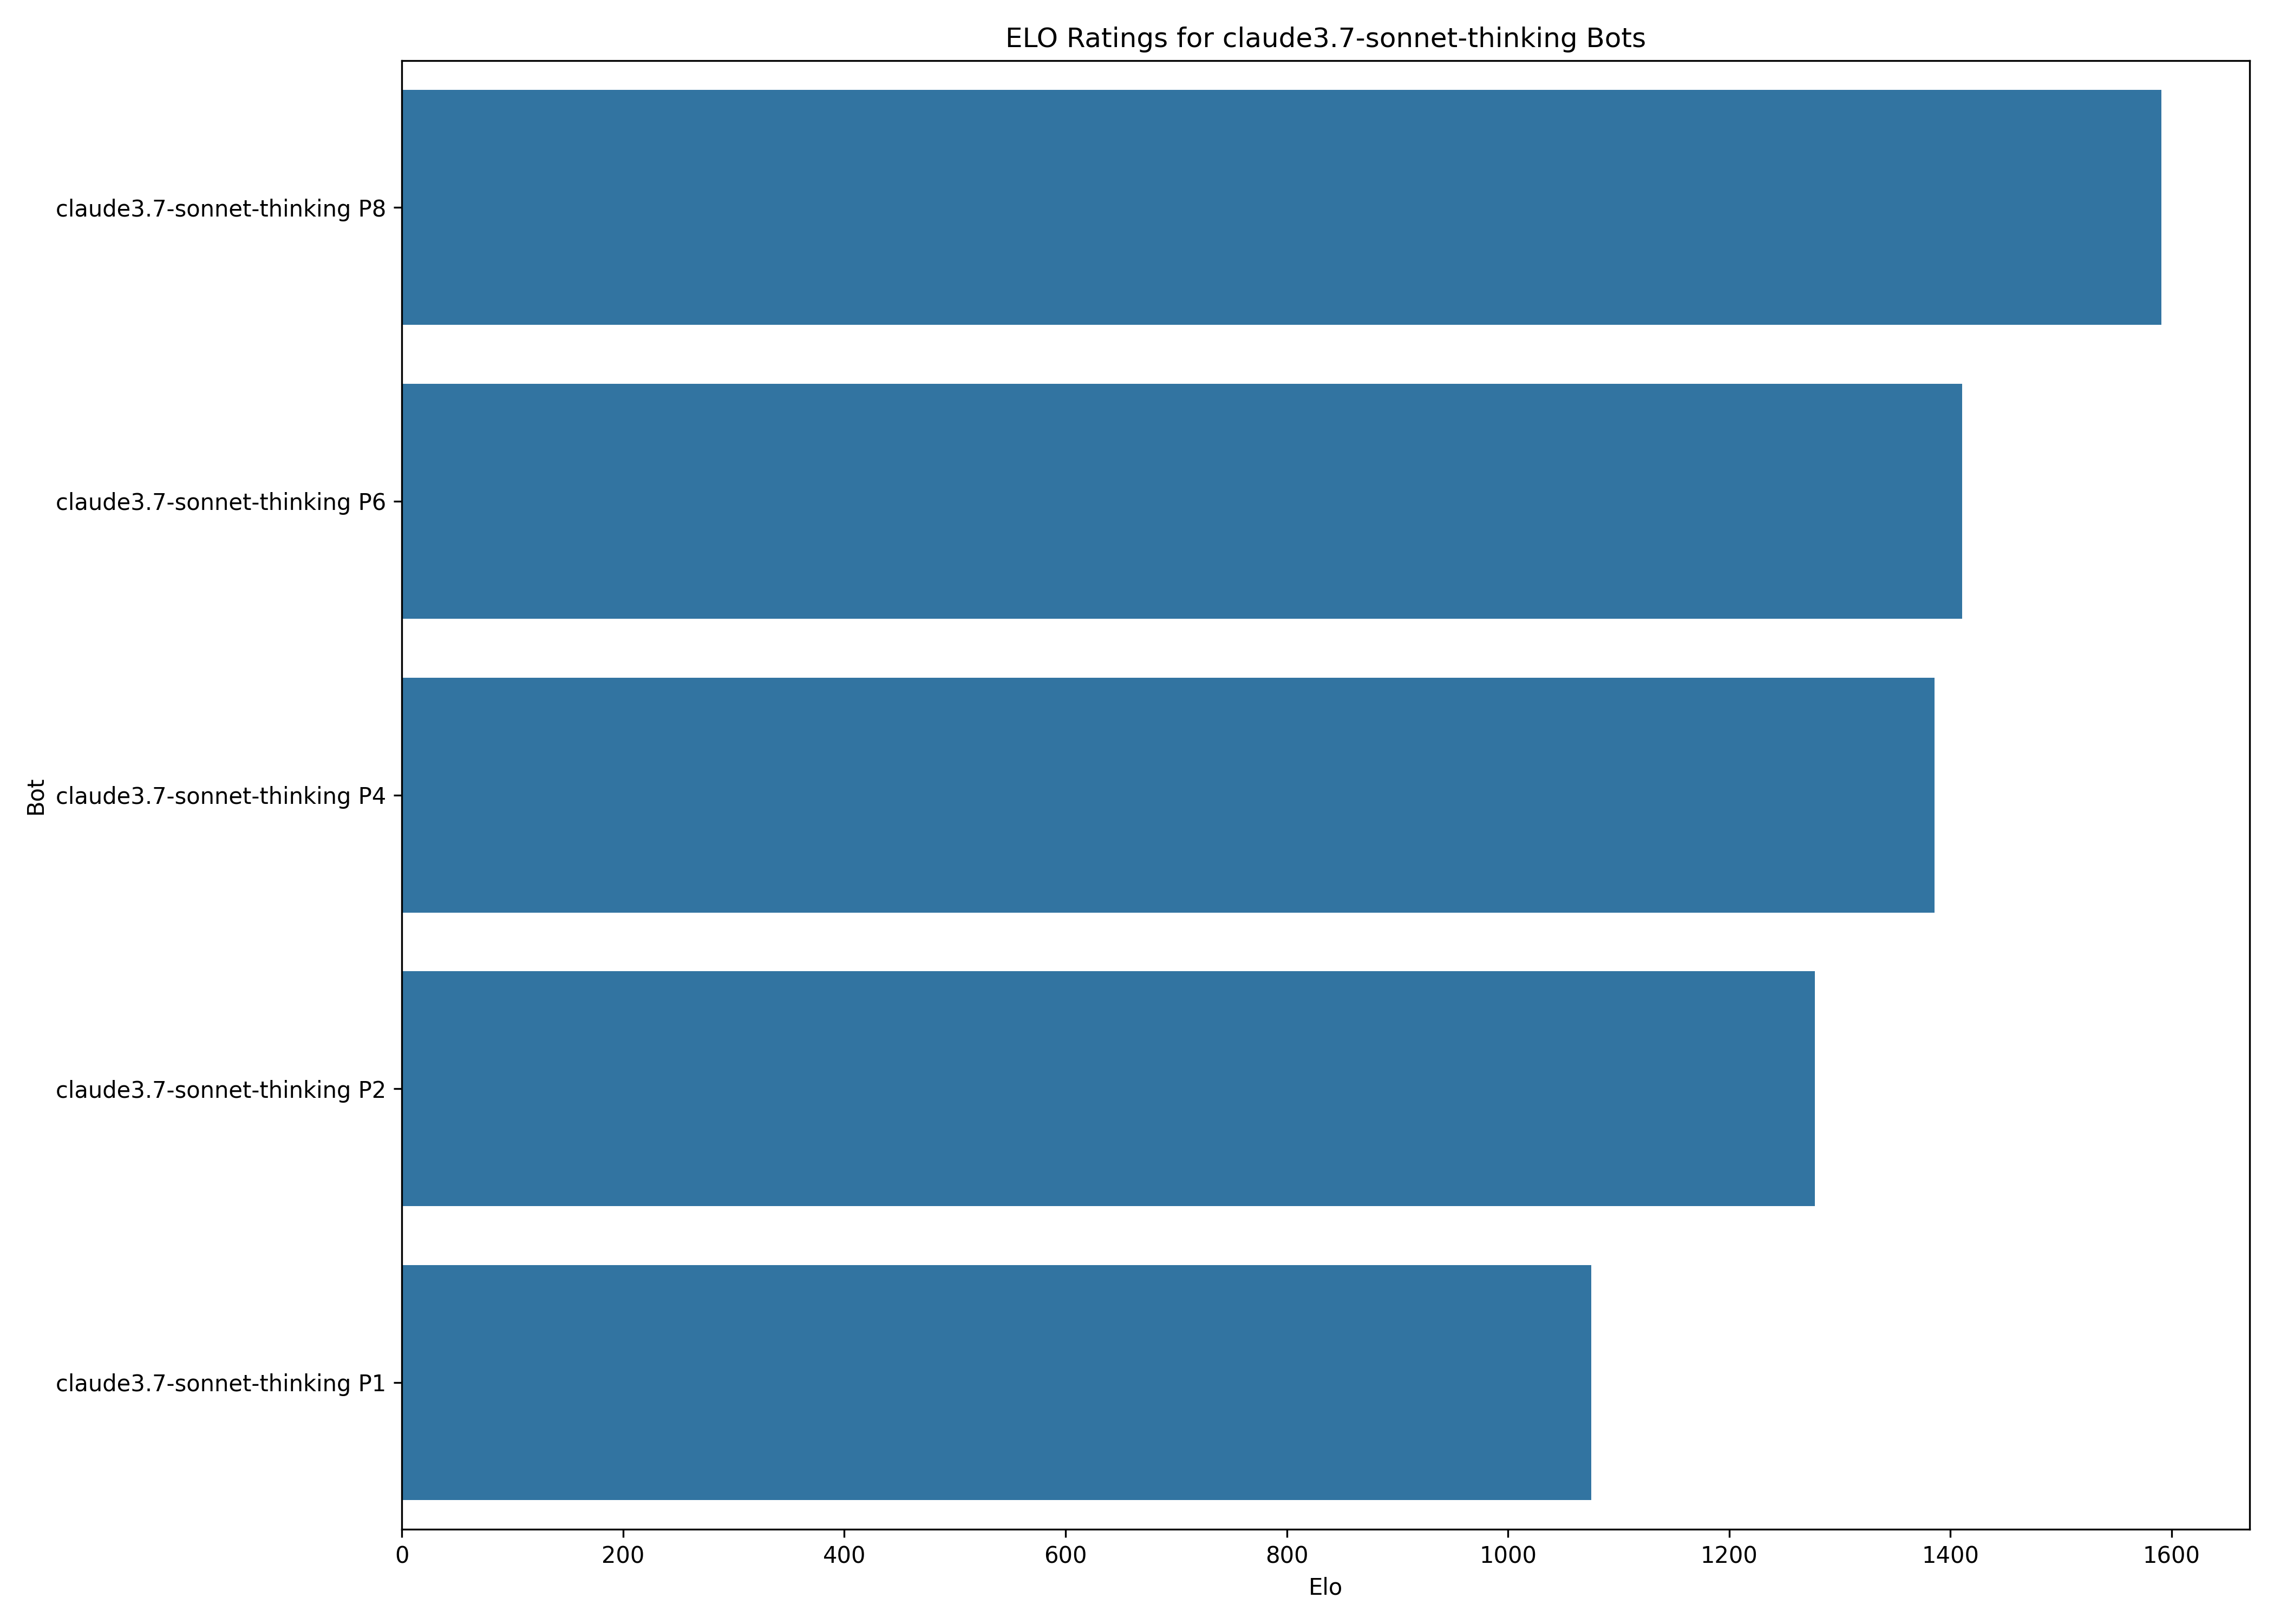 ELO Ratings for claude3.7-sonnet-thinking Bots
claude3.7-sonnet-thinking P8
claude3.7-sonnet-thinking P6
claude3.7-sonnet-thinking P4
claude3.7-sonnet-thinking P2
claude3.7-sonnet-thinking P1
Bot
0 200 400 600 800 1000 1200 1400 1600
Elo